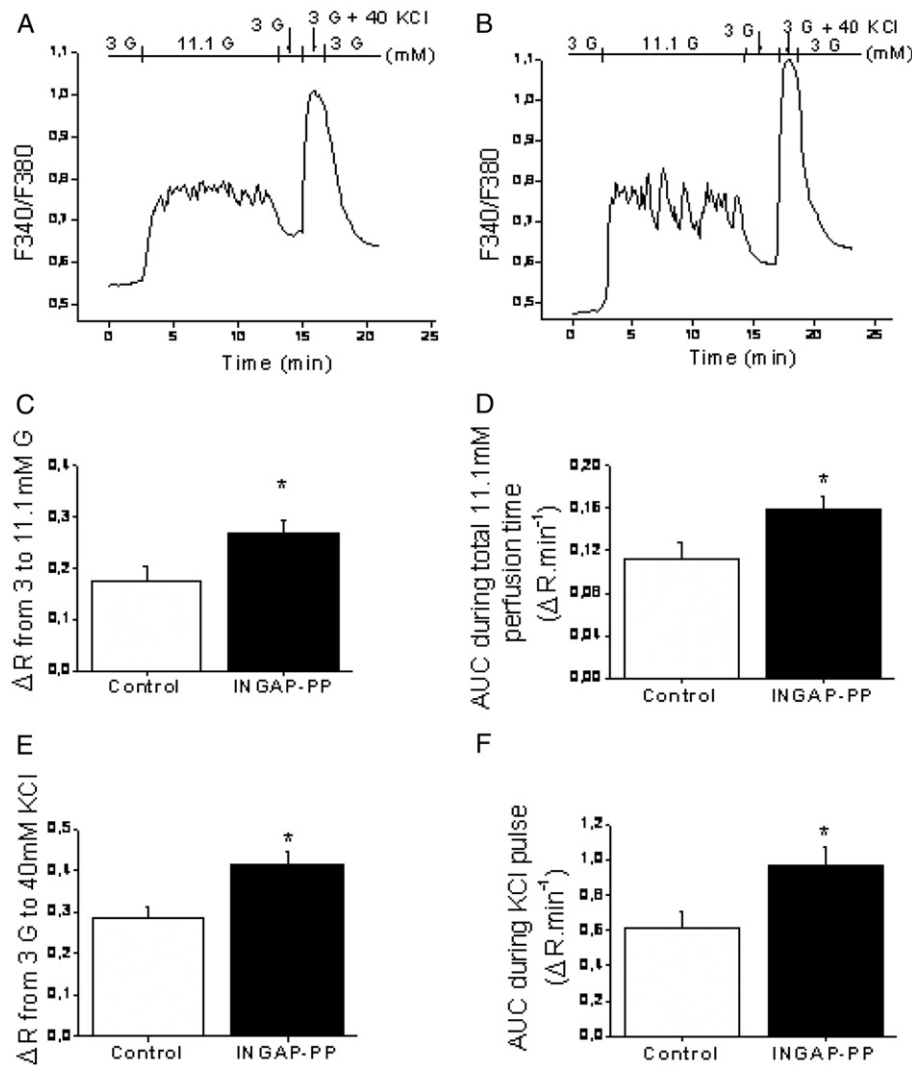 A
3 G
3 G + 40 KCl
3 G
11.1 G
3 G
(mM)
1,1
1,0
0,9
0,8
0,7
0,6
0,5
F340/F380
0
5
10
15
20
25
Time (min)
B
3 G
3 G + 40 KCl
3 G
11.1 G
3 G
(mM)
1,1
1,0
0,9
0,8
0,7
0,6
0,5
F340/F380
0
5
10
15
20
25
Time (min)
C
ΔR from 3 to 11.1mM G
0,4
0,3
0,2
0,1
0,0
*
Control
INGAP-PP
D
AUC during total 11.1mM
perfusion time
(ΔR.min⁻¹)
0,20
0,16
0,12
0,04
0,00
*
Control
INGAP-PP
E
ΔR from 3 G to 40mM KCl
0,5
0,4
0,3
0,2
0,1
0,0
*
Control
INGAP-PP
F
AUC during KCl pulse
(ΔR.min⁻¹)
1,2
1,0
0,8
0,6
0,4
0,2
0,0
*
Control
INGAP-PP